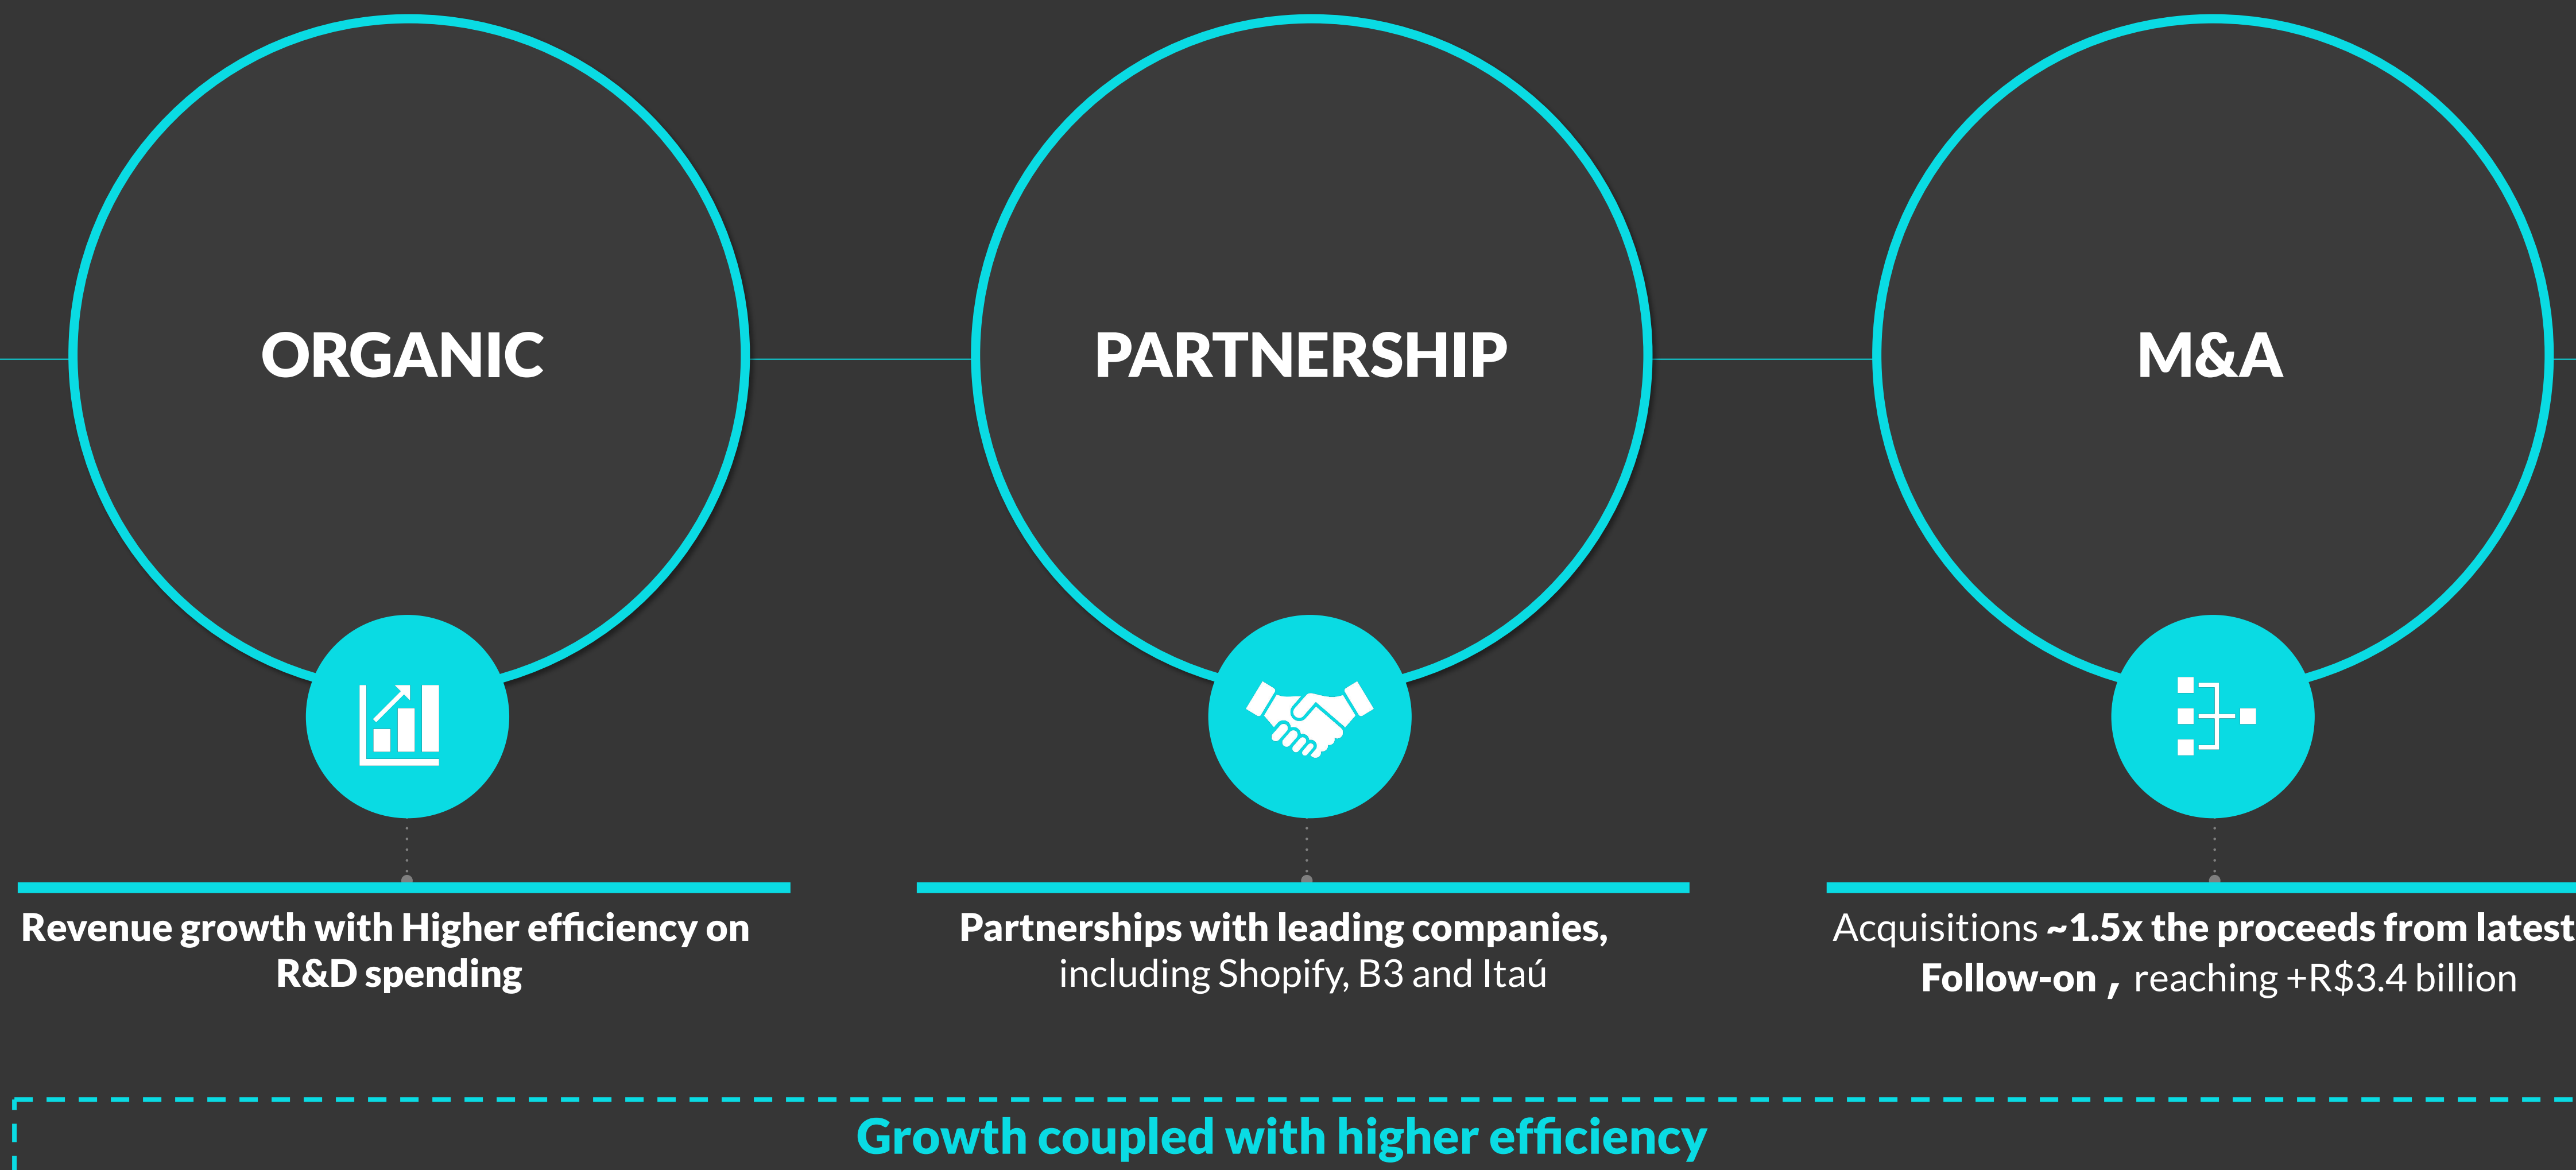 ORGANIC
PARTNERSHIP
M&A
Revenue growth with Higher efficiency on
R&D spending
Partnerships with leading companies,
including Shopify, B3 and Itaú
Acquisitions ~1.5x the proceeds from latest
Follow-on , reaching +R$3.4 billion
Growth coupled with higher efficiency